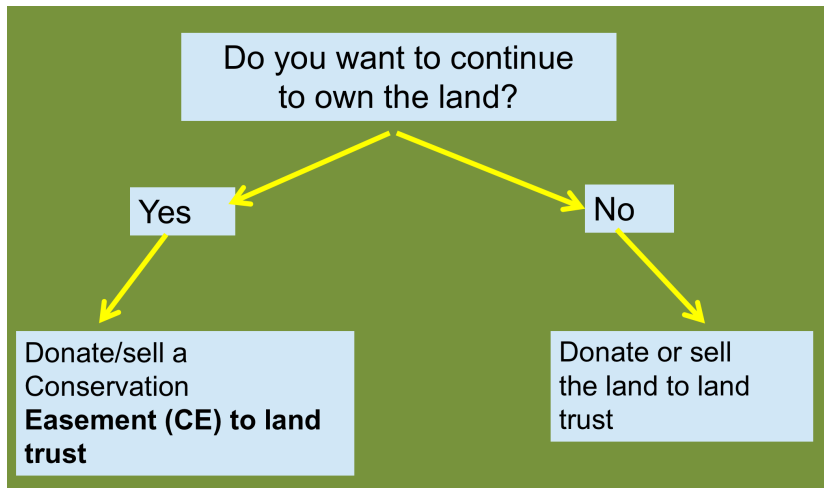 Do you want to continue
to own the land?
Yes
No
Donate/sell a
Conservation
Easement (CE) to land
trust
Donate or sell
the land to land
trust